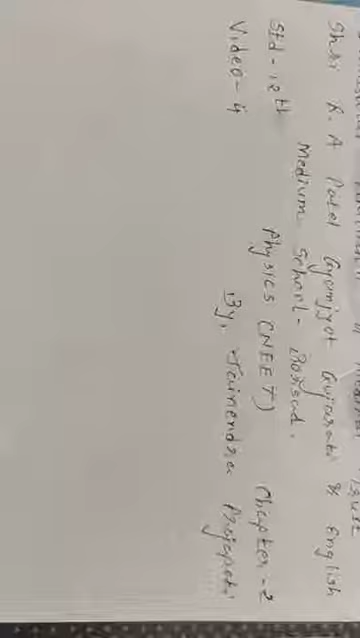 Shri R. A Patel Gyanjyot Gujarati & English
Medium School - Borsad.
Std - 12th Physics (NEET) Chapter - 2
Video - 4 By, Jainendra Prajapati